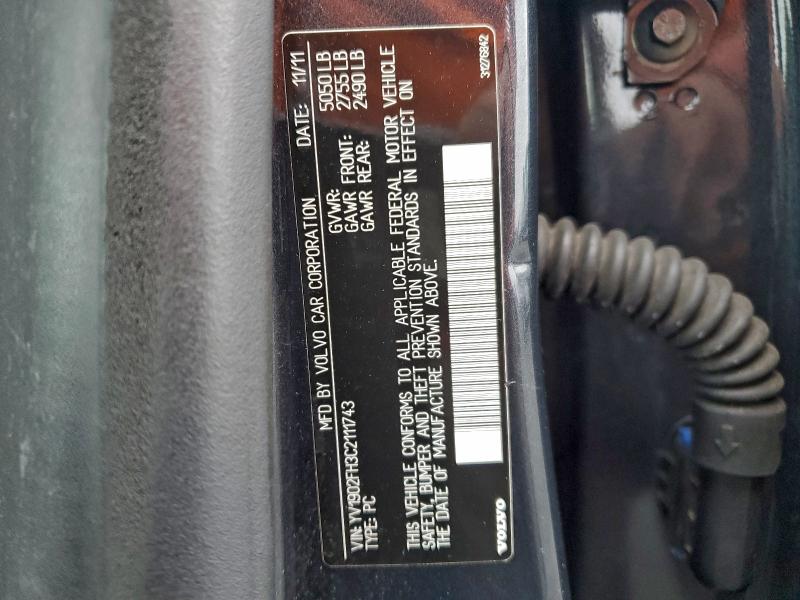 MFD BY VOLVO CAR CORPORATION DATE: 11/11
VIN: YV1902FH3C2111743 GVWR: 5050 LB
TYPE: PC GAWR FRONT: 2755 LB
GAWR REAR: 2490 LB
THIS VEHICLE CONFORMS TO ALL APPLICABLE FEDERAL MOTOR VEHICLE
SAFETY, BUMPER AND THEFT PREVENTION STANDARDS IN EFFECT ON
THE DATE OF MANUFACTURE SHOWN ABOVE.
VOLVO 31276842